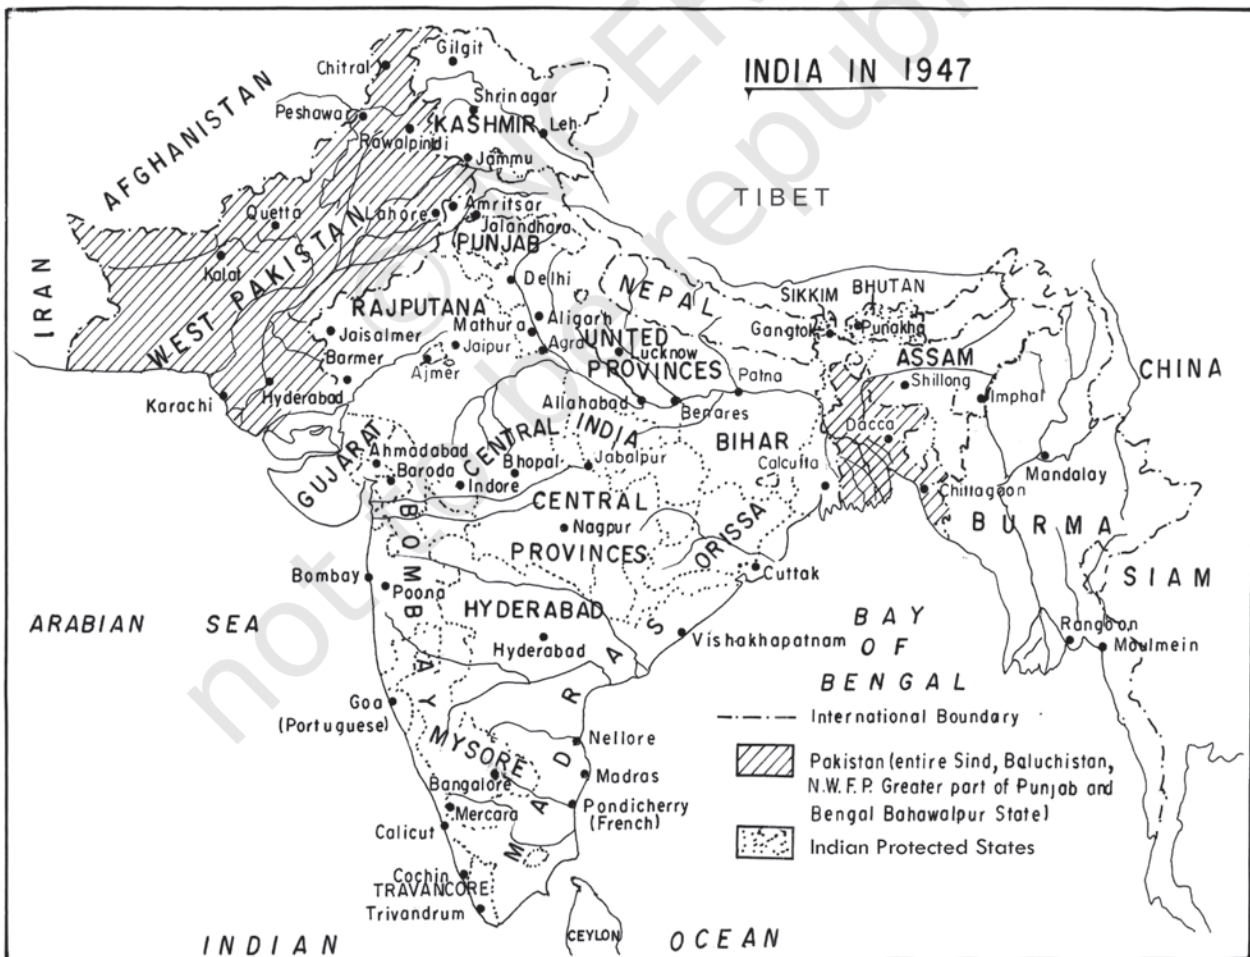 INDIA IN 1947
Gilgit
Chitral
Shrinagar
Peshawar
KASHMIR
Leh
Rawalpindi
Jammu
AFGHANISTAN
TIBET
Quetta
Lahore
Amritsar
Jalandhara
PUNJAB
Kalat
IRAN
WEST PAKISTAN
Delhi
NEPAL
SIKKIM
BHUTAN
RAJPUTANA
Mathura
Aligarh
Gangtok
Punakha
Jaisalmer
Jaipur
Agra
UNITED
PROVINCES
Lucknow
ASSAM
CHINA
Barmer
Ajmer
Patna
Shillong
Karachi
Hyderabad
Allahabad
Benares
Imphal
GUJARAT
CENTRAL INDIA
BIHAR
Dacca
Ahmadabad
Baroda
Bhopal
Jabalpur
Calcutta
Mandalay
Indore
Chittagoon
CENTRAL
PROVINCES
Nagpur
ORISSA
BURMA
BOMBAY
Bombay
Poona
Cuttak
SIAM
HYDERABAD
Hyderabad
Vishakhapatnam
ARABIAN SEA
BAY
OF
BENGAL
Rangoon
Moulmein
Goa
(Portuguese)
MADRAS
MYSORE
Nellore
Bangalore
Madras
Mercara
Pondicherry
(French)
Calicut
Cochin
TRAVANCORE
Trivandrum
CEYLON
INDIAN OCEAN
International Boundary
Pakistan (entire Sind, Baluchistan,
N.W.F.P. Greater part of Punjab and
Bengal Bahawalpur State)
Indian Protected States
© NCER
not to be republ